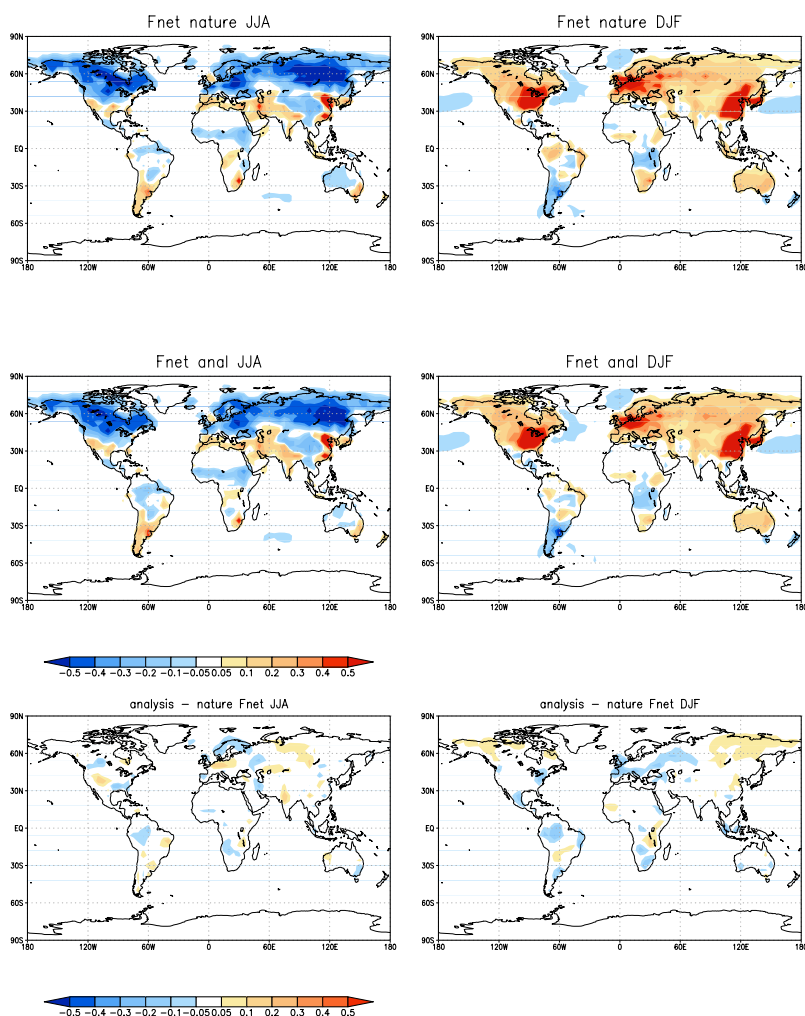 Fnet nature JJA
Fnet nature DJF
90N
60N
30N
EQ
30S
60S
90S
180 120W 60W 0 60E 120E 180
90N
60N
30N
EQ
30S
60S
90S
180 120W 60W 0 60E 120E 180
Fnet anal JJA
Fnet anal DJF
90N
60N
30N
EQ
30S
60S
90S
180 120W 60W 0 60E 120E 180
90N
60N
30N
EQ
30S
60S
90S
180 120W 60W 0 60E 120E 180
−0.5 −0.4 −0.3 −0.2 −0.1 −0.05 0.05 0.1 0.2 0.3 0.4 0.5
analysis − nature Fnet JJA
analysis − nature Fnet DJF
90N
60N
30N
EQ
30S
60S
90S
180 120W 60W 0 60E 120E 180
90N
60N
30N
EQ
30S
60S
90S
180 120W 60W 0 60E 120E 180
−0.5 −0.4 −0.3 −0.2 −0.1 −0.05 0.05 0.1 0.2 0.3 0.4 0.5